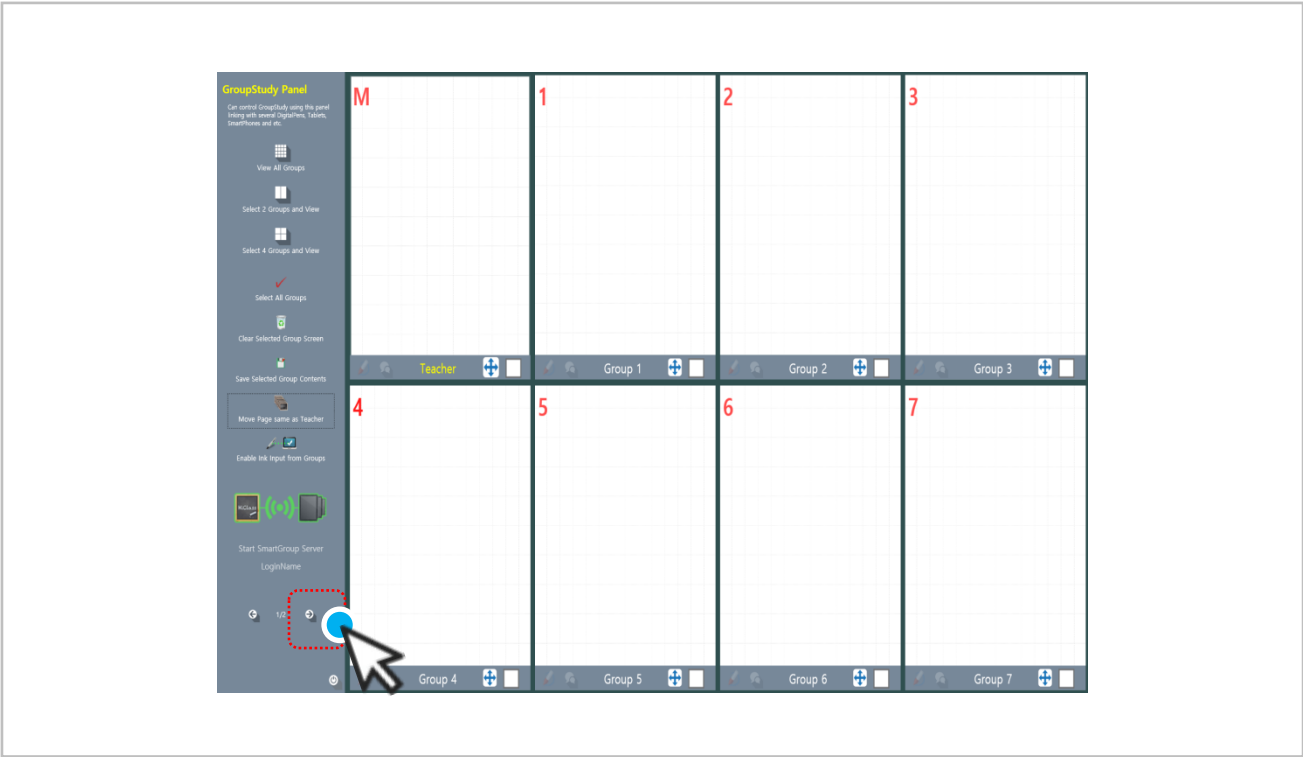 GroupStudy Panel
Can control GroupStudy using this panel
linking with several DigitalPens, Tablets,
SmartPhones and etc.
View All Groups
Select 2 Groups and View
Select 4 Groups and View
Select All Groups
Clear Selected Group Screen
Save Selected Group Contents
Move Page same as Teacher
Enable Ink Input from Groups
Start SmartGroup Server
LoginName
1/2
M
1
2
3
Teacher
Group 1
Group 2
Group 3
4
5
6
7
Group 4
Group 5
Group 6
Group 7